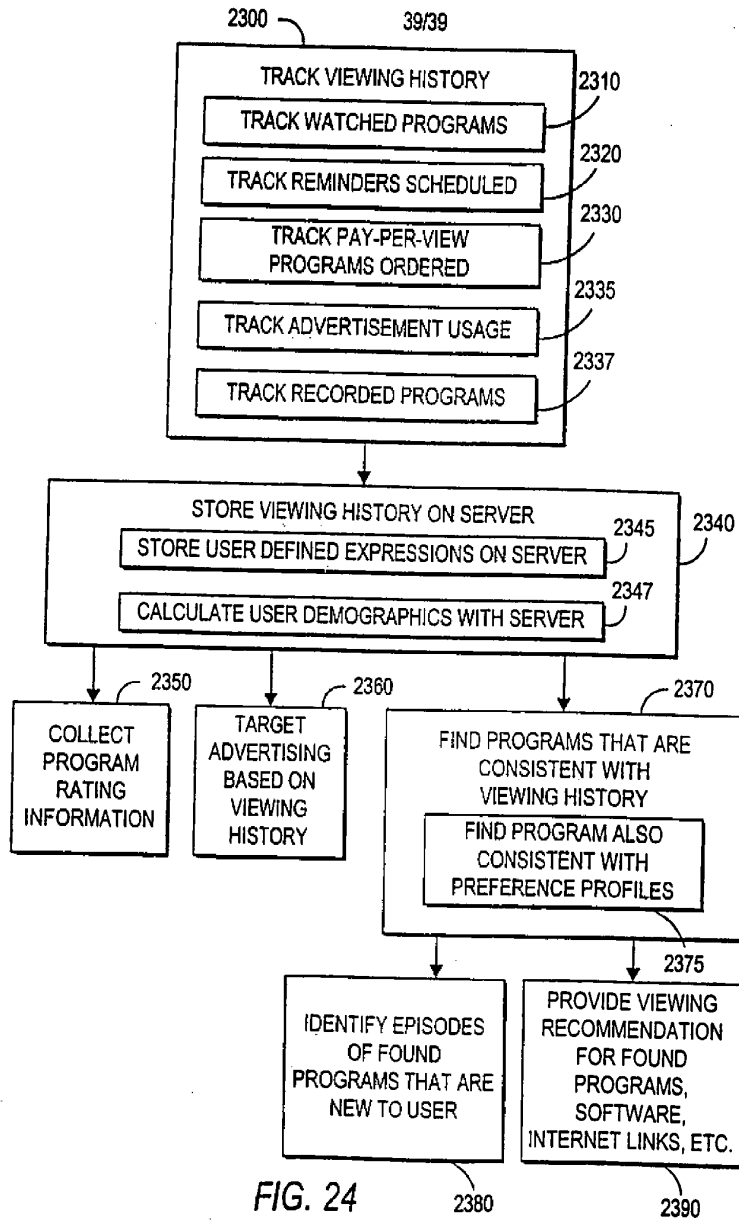 2300
39/39
TRACK VIEWING HISTORY
2310
TRACK WATCHED PROGRAMS
2320
TRACK REMINDERS SCHEDULED
2330
TRACK PAY-PER-VIEW
PROGRAMS ORDERED
2335
TRACK ADVERTISEMENT USAGE
2337
TRACK RECORDED PROGRAMS
STORE VIEWING HISTORY ON SERVER
2345
2340
STORE USER DEFINED EXPRESSIONS ON SERVER
2347
CALCULATE USER DEMOGRAPHICS WITH SERVER
2350
COLLECT
PROGRAM
RATING
INFORMATION
2360
TARGET
ADVERTISING
BASED ON
VIEWING
HISTORY
2370
FIND PROGRAMS THAT ARE
CONSISTENT WITH
VIEWING HISTORY
FIND PROGRAM ALSO
CONSISTENT WITH
PREFERENCE PROFILES
2375
IDENTIFY EPISODES
OF FOUND
PROGRAMS THAT ARE
NEW TO USER
2380
PROVIDE VIEWING
RECOMMENDATION
FOR FOUND
PROGRAMS,
SOFTWARE,
INTERNET LINKS, ETC.
2390
FIG. 24